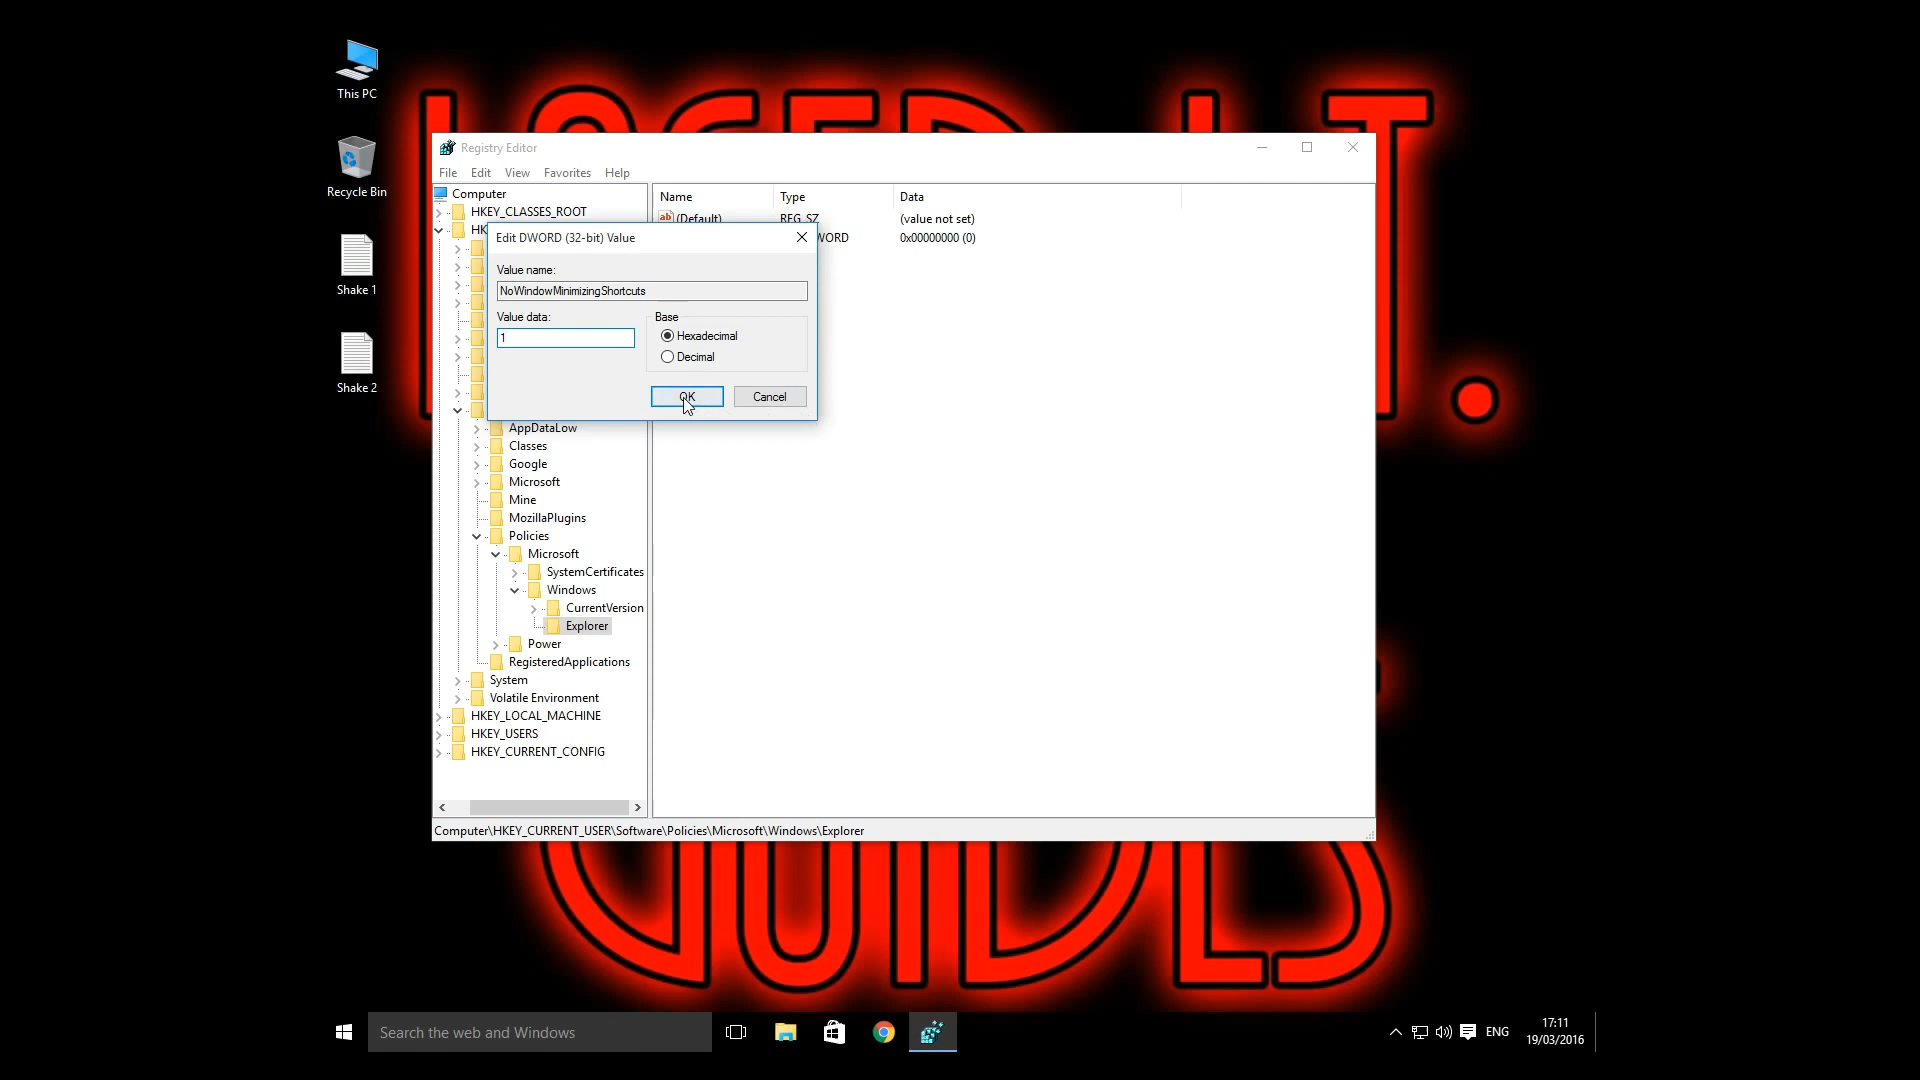 This PC
Recycle Bin
Shake 1
Shake 2
Registry Editor
File Edit View Favorites Help
Computer
HKEY_CLASSES_ROOT
HK
AppDataLow
Classes
Google
Microsoft
Mine
MozillaPlugins
Policies
Microsoft
SystemCertificates
Windows
CurrentVersion
Explorer
Power
RegisteredApplications
System
Volatile Environment
HKEY_LOCAL_MACHINE
HKEY_USERS
HKEY_CURRENT_CONFIG
Name Type Data
ab (Default) REG_SZ (value not set)
WORD 0x00000000 (0)
Edit DWORD (32-bit) Value
Value name:
NoWindowMinimizingShortcuts
Value data:
1
Base
Hexadecimal
Decimal
OK Cancel
Computer\HKEY_CURRENT_USER\Software\Policies\Microsoft\Windows\Explorer
I.T.
GUIDES
Search the web and Windows
ENG
17:11
19/03/2016